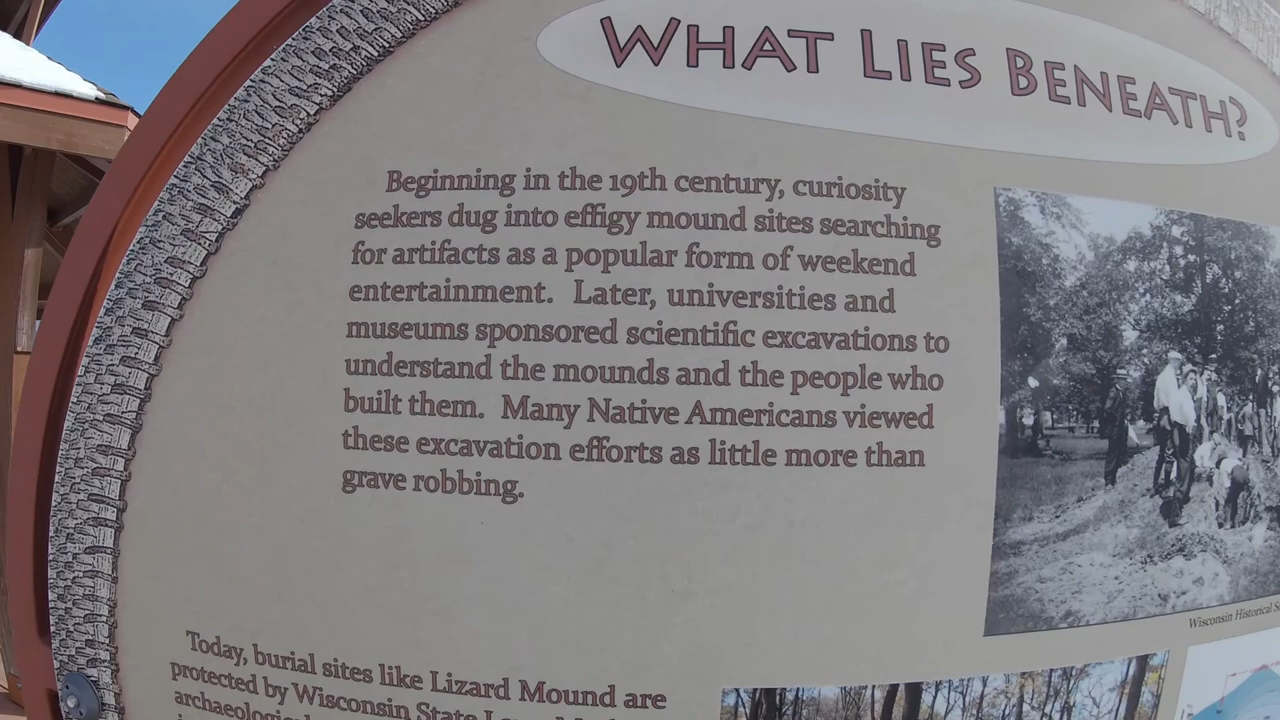 WHAT LIES BENEATH?
Beginning in the 19th century, curiosity
seekers dug into effigy mound sites searching
for artifacts as a popular form of weekend
entertainment. Later, universities and
museums sponsored scientific excavations to
understand the mounds and the people who
built them. Many Native Americans viewed
these excavation efforts as little more than
grave robbing.
Wisconsin Historical
Today, burial sites like Lizard Mound are
protected by Wisconsin State